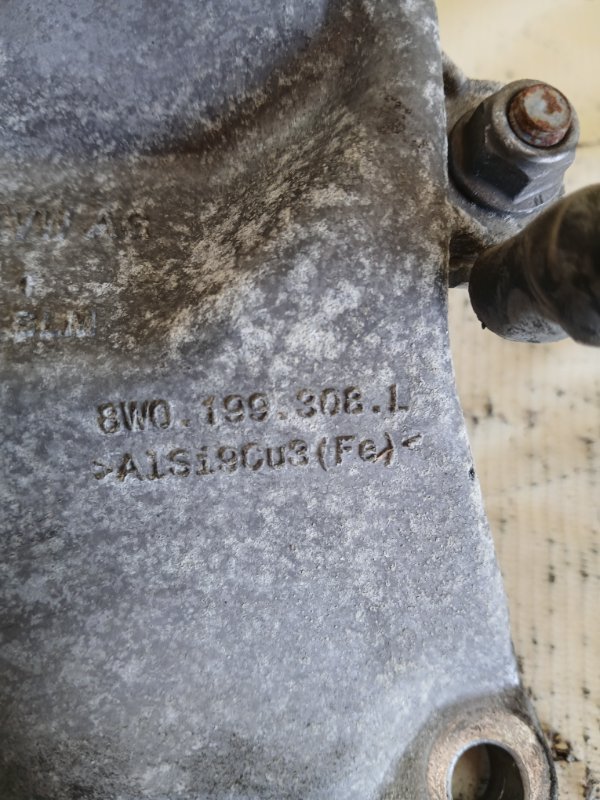 VW AG
8W0.199.308.L
>AlSi9Cu3(Fe)<